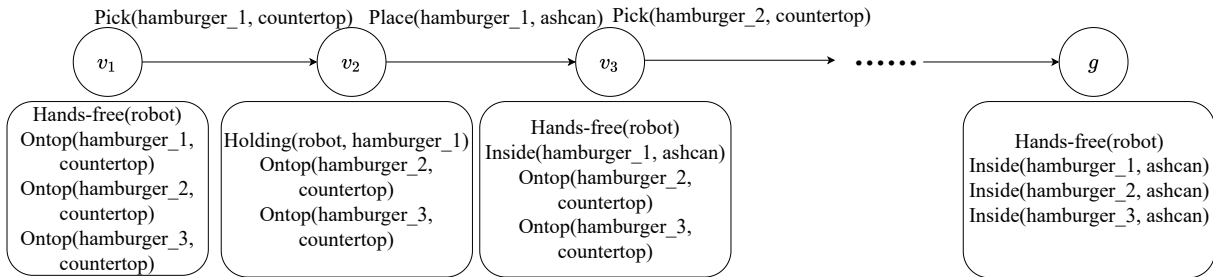 Pick(hamburger_1, countertop) Place(hamburger_1, ashcan) Pick(hamburger_2, countertop)
v1 v2 v3 ...... g
Hands-free(robot)
Ontop(hamburger_1,
countertop)
Ontop(hamburger_2,
countertop)
Ontop(hamburger_3,
countertop)
Holding(robot, hamburger_1)
Ontop(hamburger_2,
countertop)
Ontop(hamburger_3,
countertop)
Hands-free(robot)
Inside(hamburger_1, ashcan)
Ontop(hamburger_2,
countertop)
Ontop(hamburger_3,
countertop)
Hands-free(robot)
Inside(hamburger_1, ashcan)
Inside(hamburger_2, ashcan)
Inside(hamburger_3, ashcan)